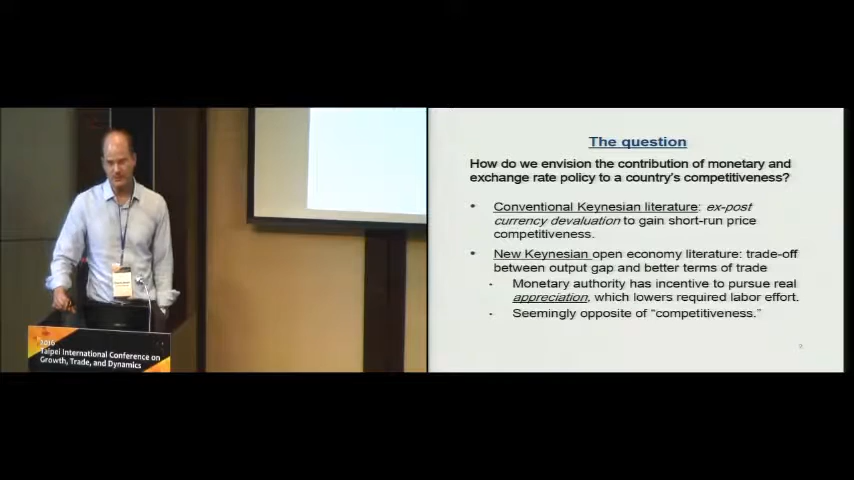 2016
Taipei International Conference on
Growth, Trade, and Dynamics
The question
How do we envision the contribution of monetary and
exchange rate policy to a country's competitiveness?
• Conventional Keynesian literature: ex-post
currency devaluation to gain short-run price
competitiveness.
• New Keynesian open economy literature: trade-off
between output gap and better terms of trade
- Monetary authority has incentive to pursue real
appreciation, which lowers required labor effort.
- Seemingly opposite of "competitiveness."